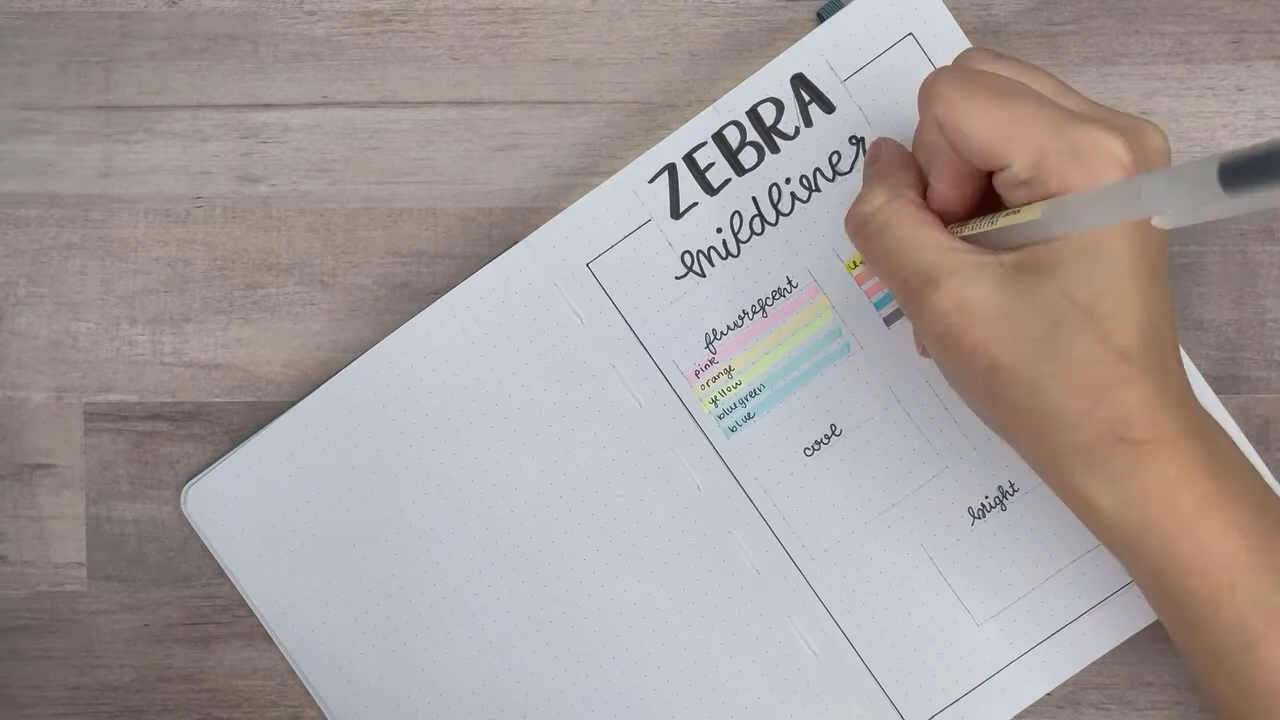 ZEBRA
mildliner
fluorescent
pink
orange
yellow
bluegreen
blue
cool
bright